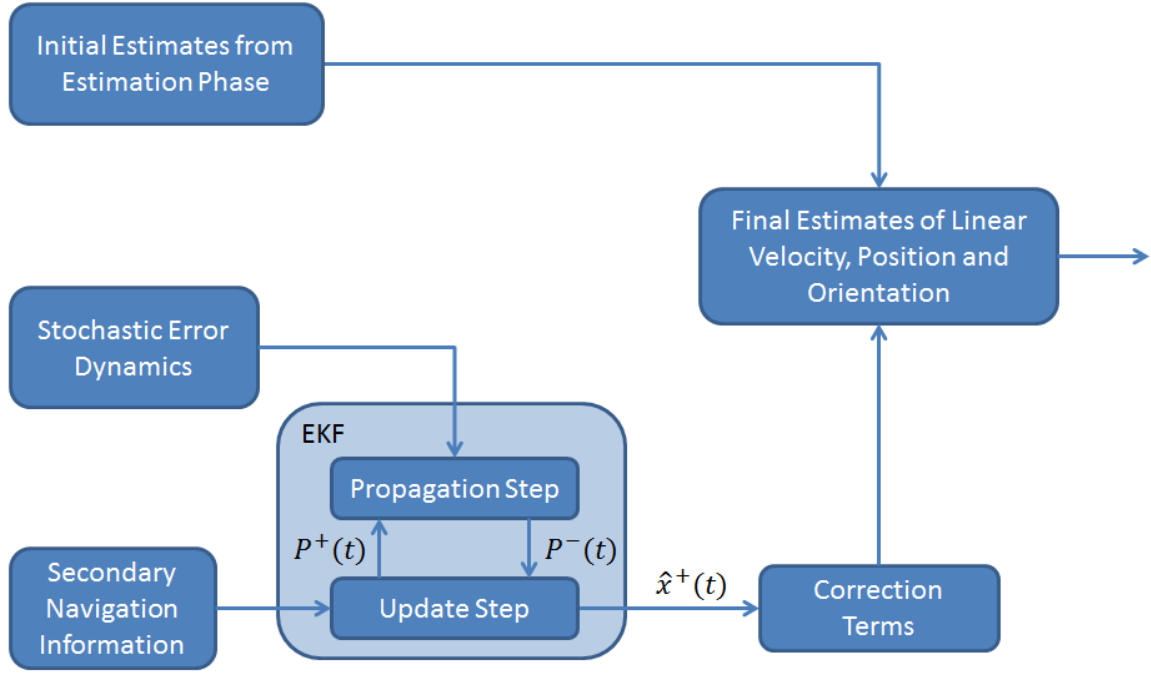 Initial Estimates from
Estimation Phase
Final Estimates of Linear
Velocity, Position and
Orientation
Stochastic Error
Dynamics
EKF
Propagation Step
P⁺(t)
P⁻(t)
Secondary
Navigation
Information
Update Step
x̂⁺(t)
Correction
Terms